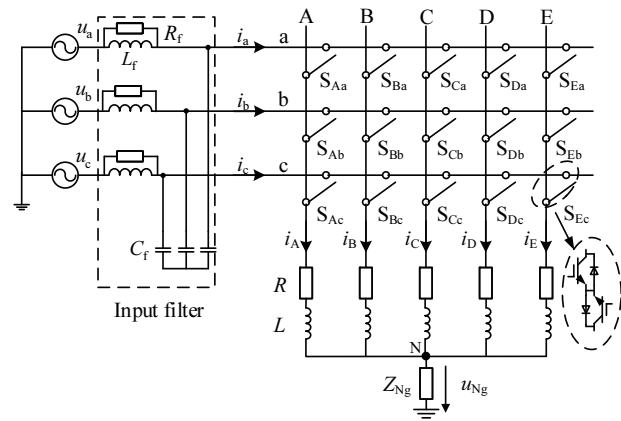 A B C D E
u_a R_f i_a a
L_f
S_Aa S_Ba S_Ca S_Da S_Ea
u_b i_b b
S_Ab S_Bb S_Cb S_Db S_Eb
u_c i_c c
S_Ac S_Bc S_Cc S_Dc S_Ec
C_f i_A i_B i_C i_D i_E
R
Input filter
L
N
Z_Ng u_Ng